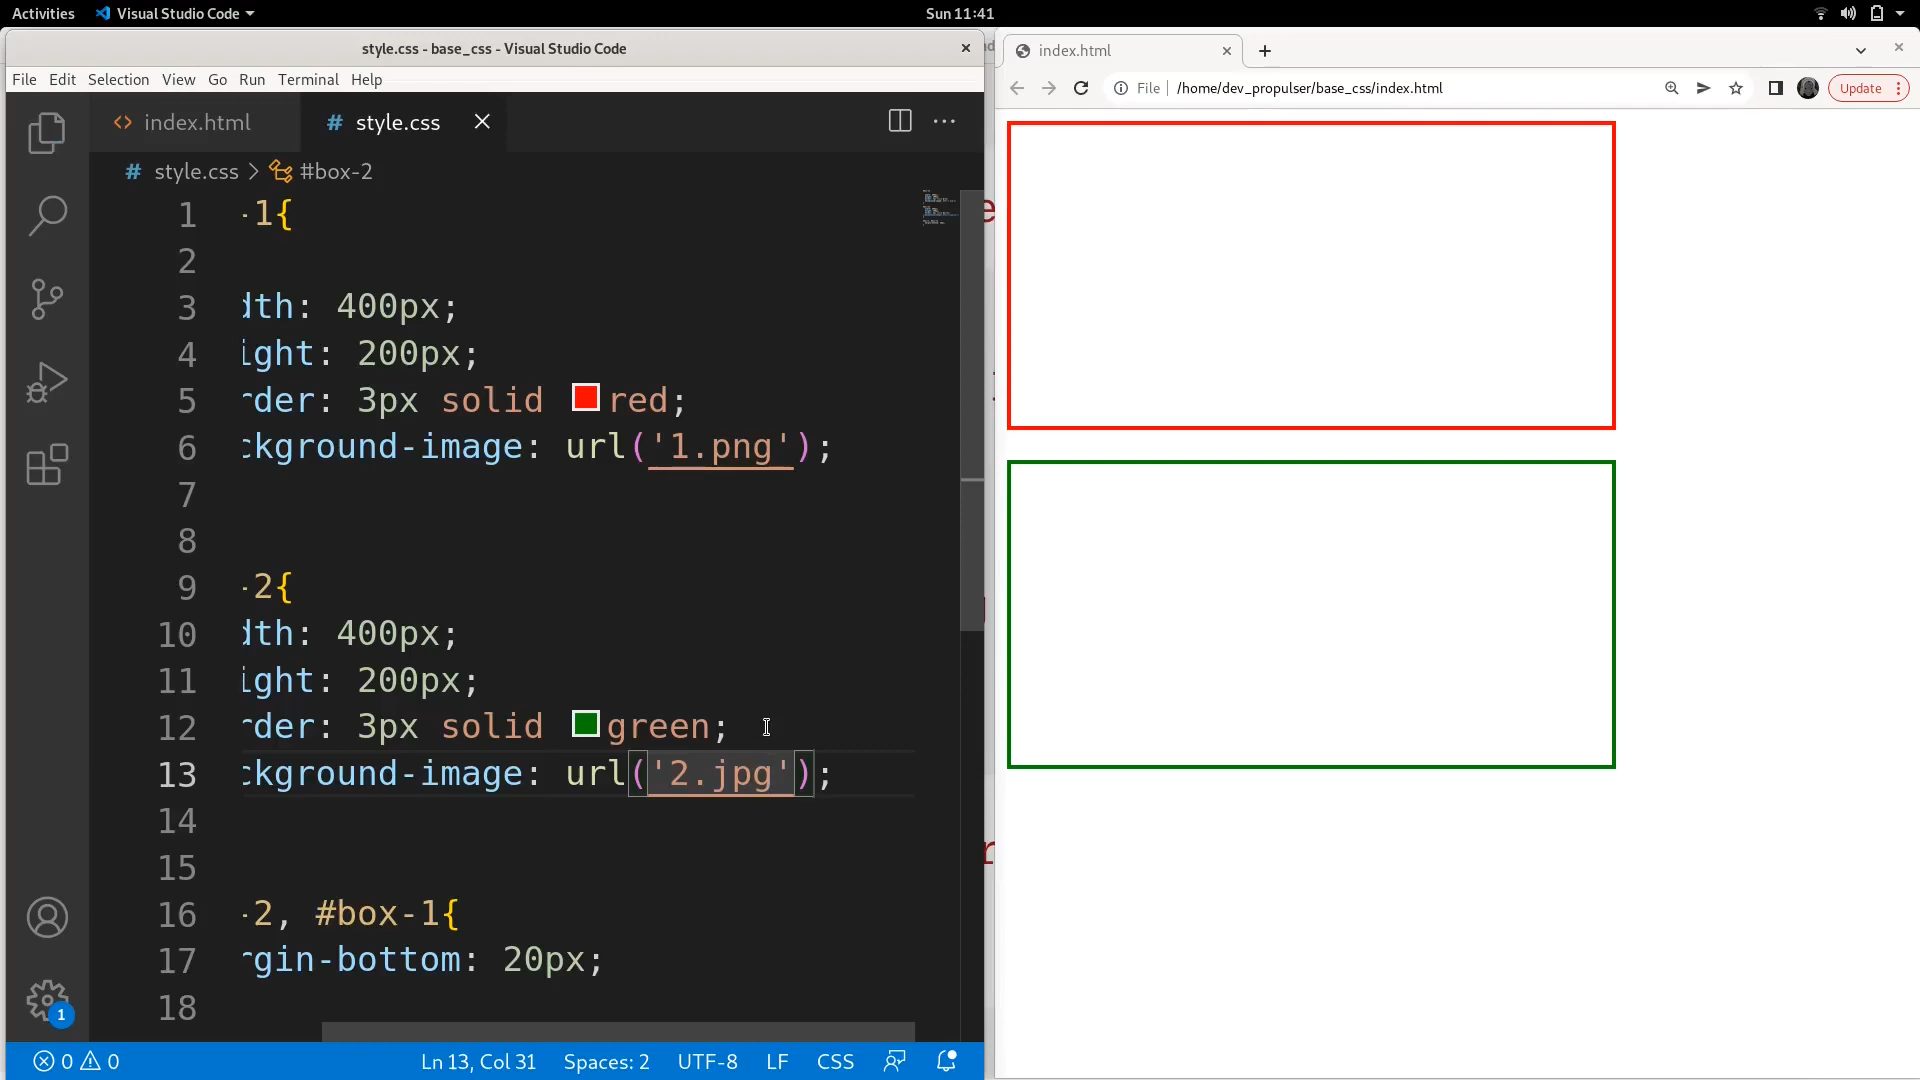 Activities Visual Studio Code Sun 11:41
style.css - base_css - Visual Studio Code
File Edit Selection View Go Run Terminal Help
index.html # style.css
# style.css > #box-2
1 -1{
2
3 dth: 400px;
4 ight: 200px;
5 rder: 3px solid red;
6 ckground-image: url('1.png');
7
8
9 -2{
10 dth: 400px;
11 ight: 200px;
12 rder: 3px solid green;
13 ckground-image: url('2.jpg');
14
15
16 -2, #box-1{
17 rgin-bottom: 20px;
18
1
0 0 Ln 13, Col 31 Spaces: 2 UTF-8 LF CSS
index.html
File /home/dev_propulser/base_css/index.html Update